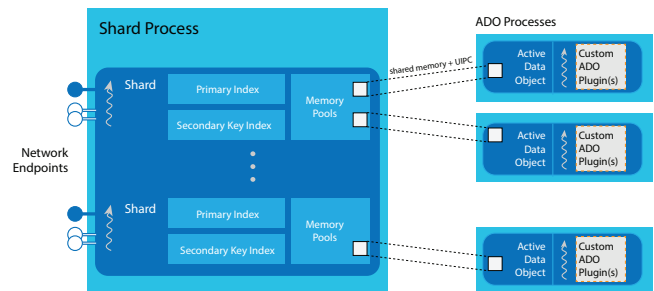 Shard Process
ADO Processes
shared memory + UIPC
Shard
Primary Index
Secondary Key Index
Memory
Pools
Active
Data
Object
Custom
ADO
Plugin(s)
Active
Data
Object
Custom
ADO
Plugin(s)
Network
Endpoints
Shard
Primary Index
Secondary Key Index
Memory
Pools
Active
Data
Object
Custom
ADO
Plugin(s)